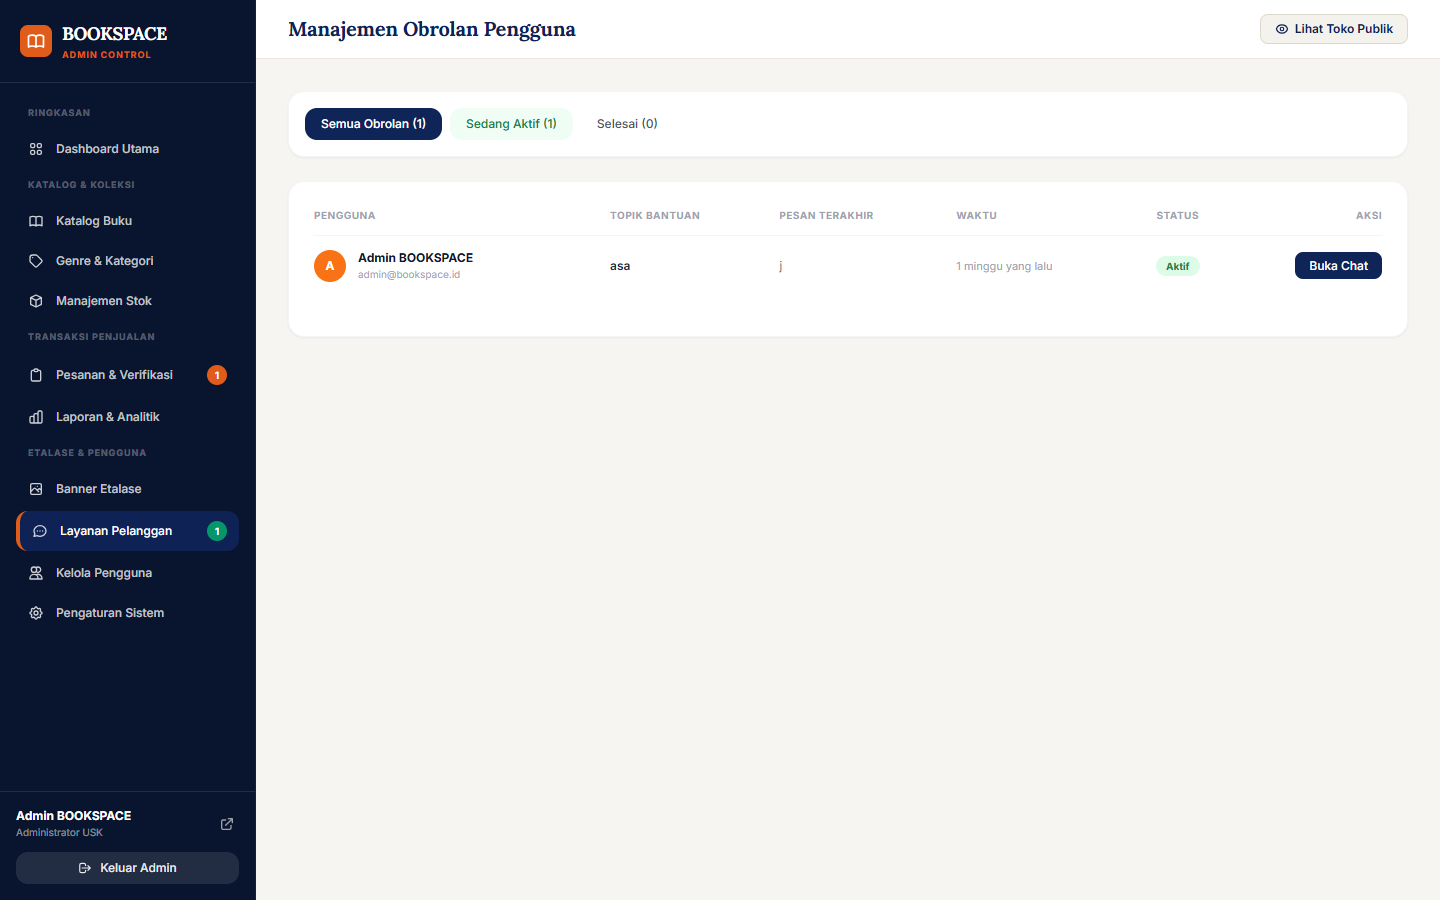 BOOKSPACE
ADMIN CONTROL
RINGKASAN
Dashboard Utama
KATALOG & KOLEKSI
Katalog Buku
Genre & Kategori
Manajemen Stok
TRANSAKSI PENJUALAN
Pesanan & Verifikasi 1
Laporan & Analitik
ETALASE & PENGGUNA
Banner Etalase
Layanan Pelanggan 1
Kelola Pengguna
Pengaturan Sistem
Admin BOOKSPACE
Administrator USK
Keluar Admin
Manajemen Obrolan Pengguna
Lihat Toko Publik
Semua Obrolan (1) Sedang Aktif (1) Selesai (0)
PENGGUNA TOPIK BANTUAN PESAN TERAKHIR WAKTU STATUS AKSI
A Admin BOOKSPACE asa j 1 minggu yang lalu Aktif Buka Chat
admin@bookspace.id